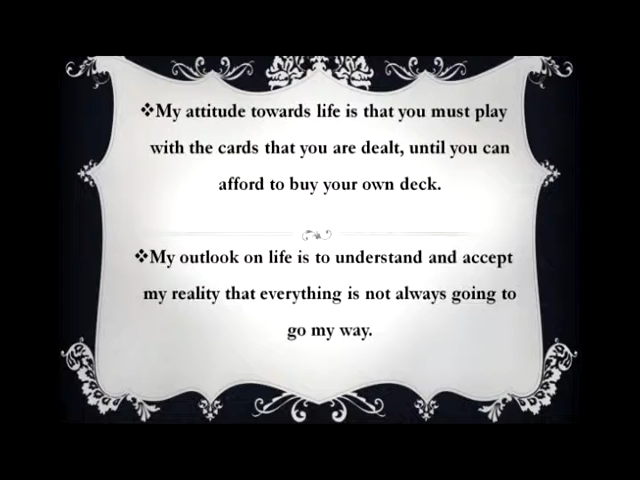 ❖My attitude towards life is that you must play
with the cards that you are dealt, until you can
afford to buy your own deck.
❖My outlook on life is to understand and accept
my reality that everything is not always going to
go my way.